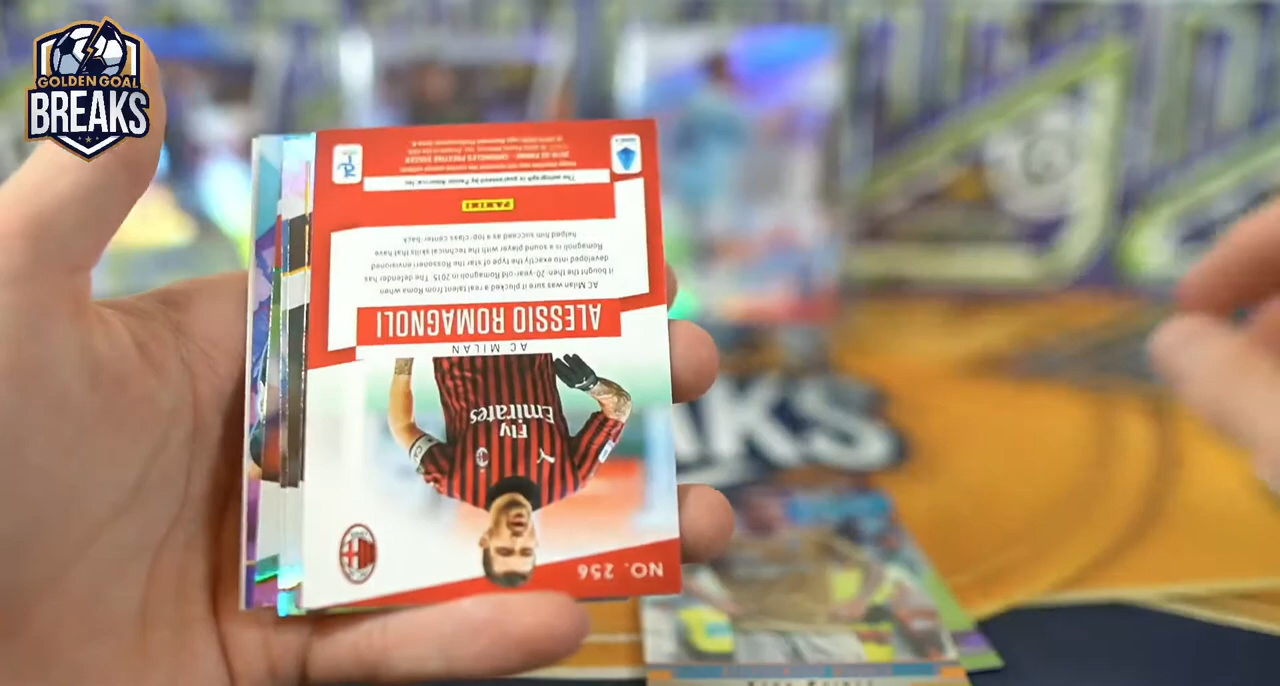 GOLDEN GOAL
BREAKS
NO. 256
Fly
Emirates
AC MILAN
ALESSIO ROMAGNOLI
AC Milan was sure it plucked a real talent from Roma when
it bought the then-20-year-old Romagnoli in 2015. The defender has
developed into exactly the type of star the Rossoneri envisioned
Romagnoli is a sound player with the technical skills that have
helped him succeed as a top-class center-back
PANINI
The autograph is guaranteed by Panini America, Inc.
AKS